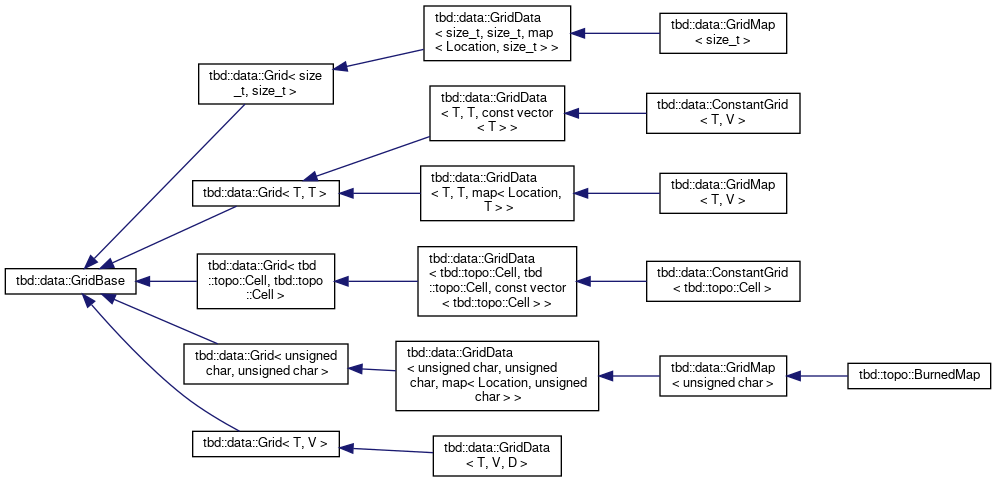 tbd::data::GridBase
tbd::data::Grid< size
_t, size_t >
tbd::data::GridData
< size_t, size_t, map
< Location, size_t > >
tbd::data::GridMap
< size_t >
tbd::data::Grid< T, T >
tbd::data::GridData
< T, T, const vector
< T > >
tbd::data::ConstantGrid
< T, V >
tbd::data::GridData
< T, T, map< Location,
T > >
tbd::data::GridMap
< T, V >
tbd::data::Grid< tbd
::topo::Cell, tbd::topo
::Cell >
tbd::data::GridData
< tbd::topo::Cell, tbd
::topo::Cell, const vector
< tbd::topo::Cell > >
tbd::data::ConstantGrid
< tbd::topo::Cell >
tbd::data::Grid< unsigned
char, unsigned char >
tbd::data::GridData
< unsigned char, unsigned
char, map< Location, unsigned
char > >
tbd::data::GridMap
< unsigned char >
tbd::topo::BurnedMap
tbd::data::Grid< T, V >
tbd::data::GridData
< T, V, D >